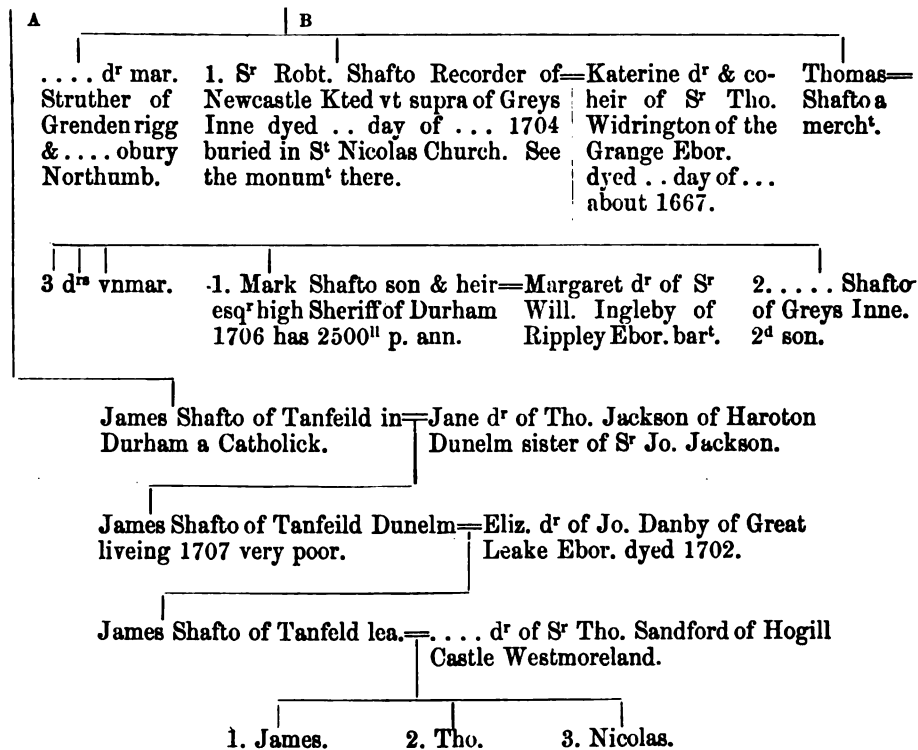 A B
. . . . dʳ mar.
Struther of
Grenden rigg
& . . . . obury
Northumb.
1. Sʳ Robt. Shafto Recorder of=
Newcastle Kted vt supra of Greys
Inne dyed . . day of . . . 1704
buried in Sᵗ Nicolas Church. See
the monumᵗ there.
Katerine dʳ & co-
heir of Sʳ Tho.
Widrington of the
Grange Ebor.
dyed . . day of . . .
about 1667.
Thomas=
Shafto a
merchᵗ.
3 dʳˢ vnmar.
1. Mark Shafto son & heir=
esqʳ high Sheriff of Durham
1706 has 2500ˡˡ p. ann.
Margaret dʳ of Sʳ
Will. Ingleby of
Rippley Ebor. barᵗ.
2. . . . . Shafto
of Greys Inne.
2ᵈ son.
James Shafto of Tanfeild in=Jane dʳ of Tho. Jackson of Haroton
Durham a Catholick. Dunelm sister of Sʳ Jo. Jackson.
James Shafto of Tanfeild Dunelm=Eliz. dʳ of Jo. Danby of Great
liveing 1707 very poor. Leake Ebor. dyed 1702.
James Shafto of Tanfeld lea.=. . . . dʳ of Sʳ Tho. Sandford of Hogill
Castle Westmoreland.
1. James. 2. Tho. 3. Nicolas.